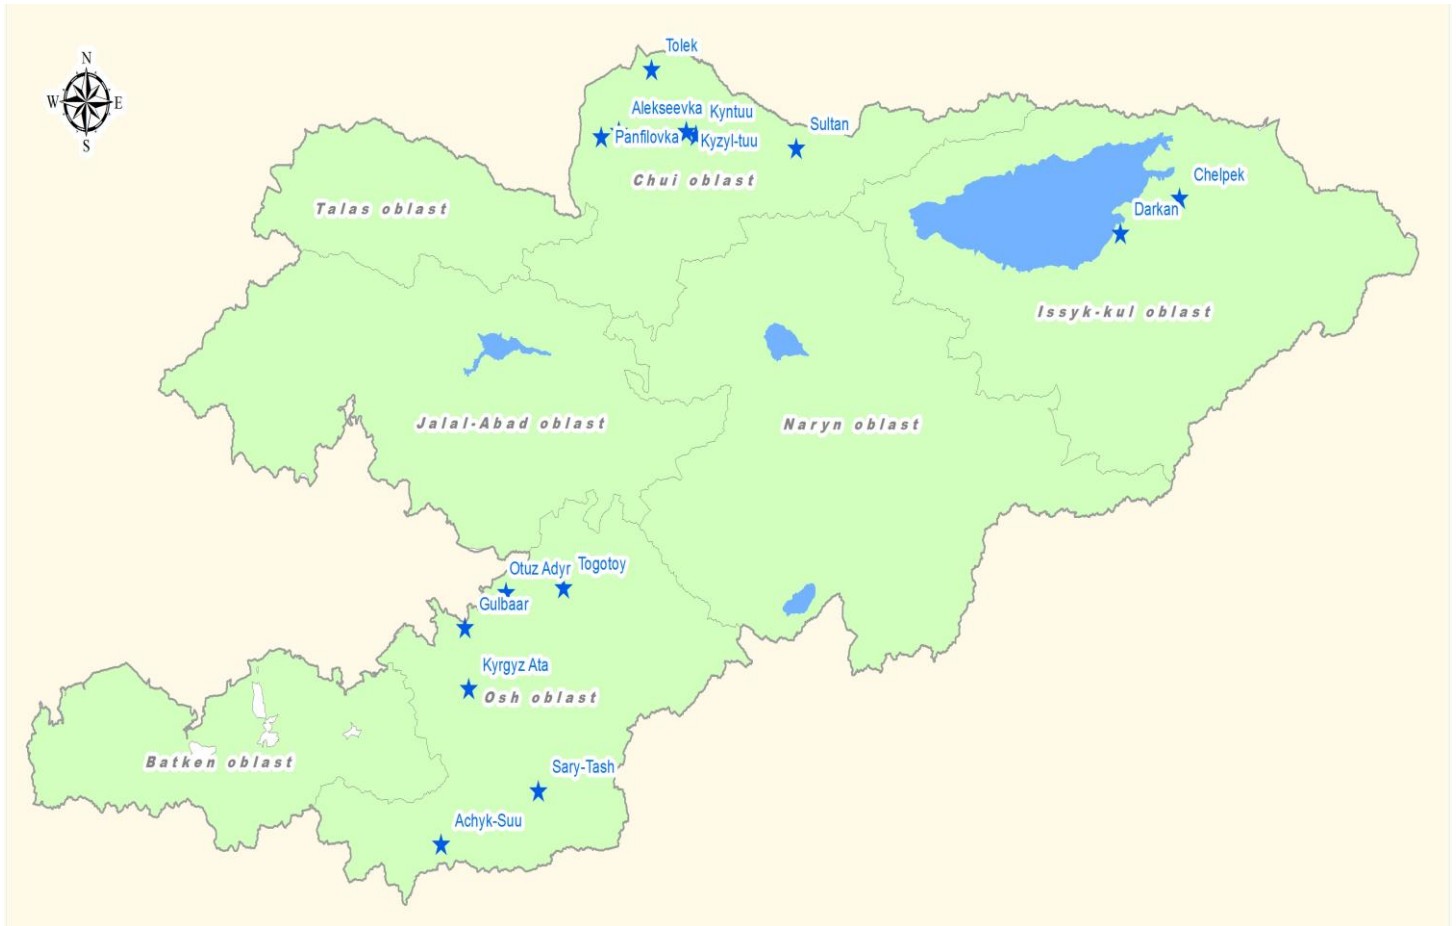 Tolek
N
W
E
S
Alekseevka
Kyntuu
Panfilovka
Kyzyl-tuu
Sultan
Chui oblast
Chelpek
Talas oblast
Darkan
Issyk-kul oblast
Jalal-Abad oblast
Naryn oblast
Otuz Adyr
Togotoy
Gulbaar
Kyrgyz Ata
Osh oblast
Batken oblast
Sary-Tash
Achyk-Suu